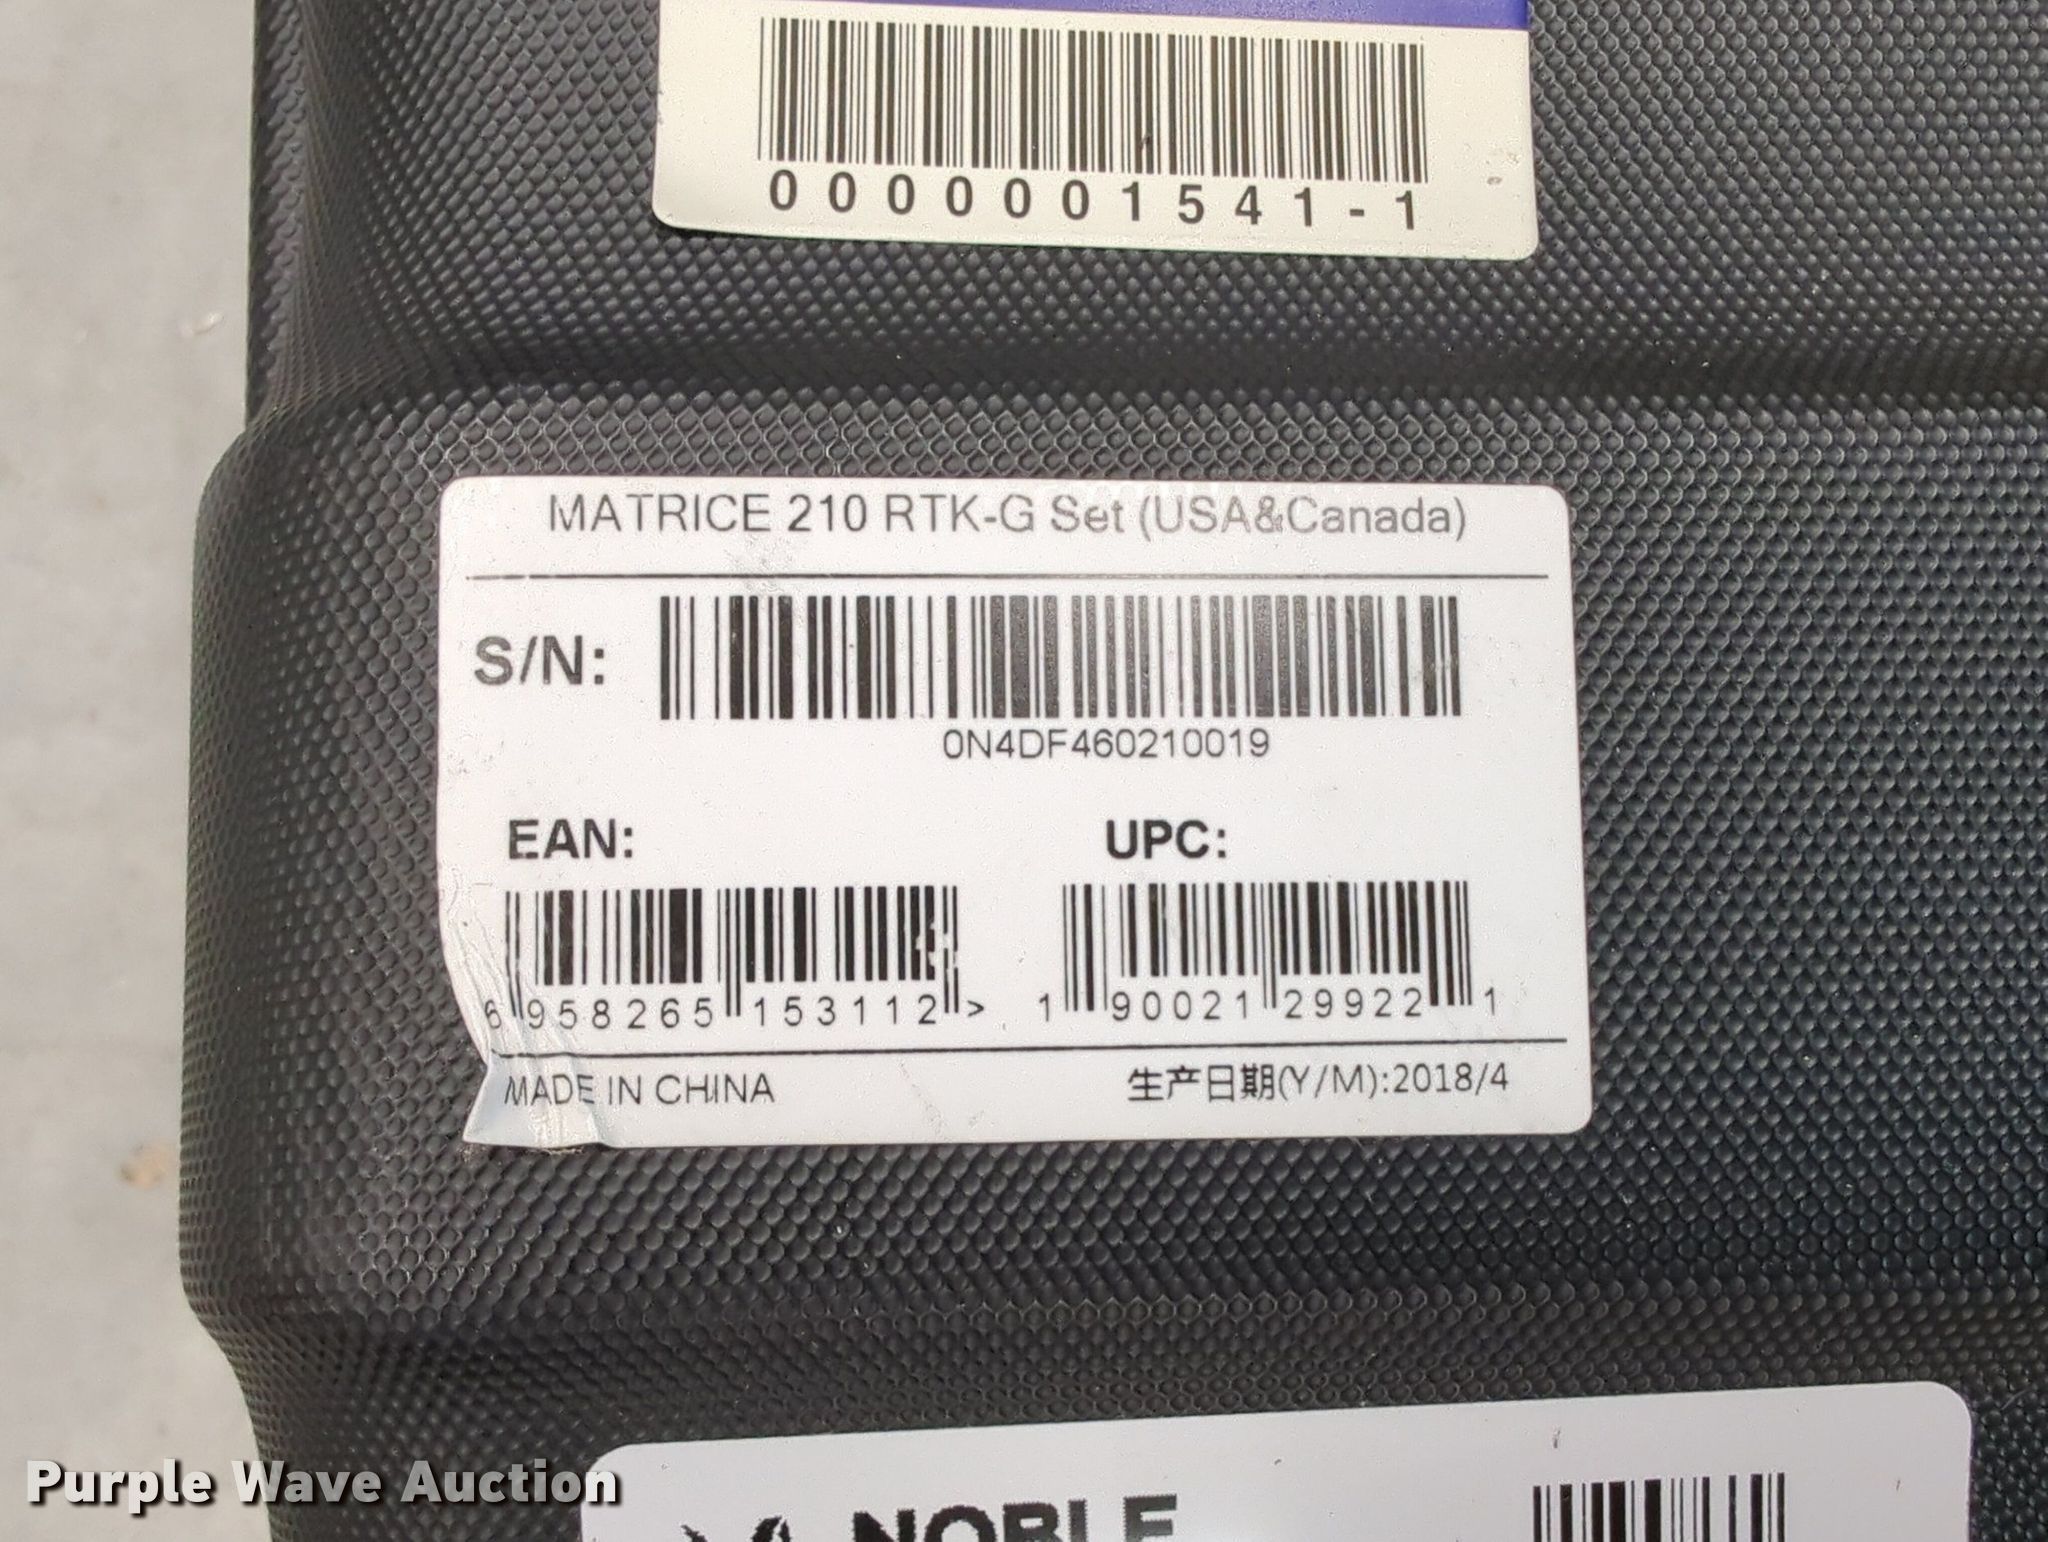 0000001541-1
MATRICE 210 RTK-G Set (USA&Canada)
S/N:
0N4DF460210019
EAN: UPC:
6 958265 153112 > 1 90021 29922 1
MADE IN CHINA 生产日期(Y/M):2018/4
NOBLE
Purple Wave Auction